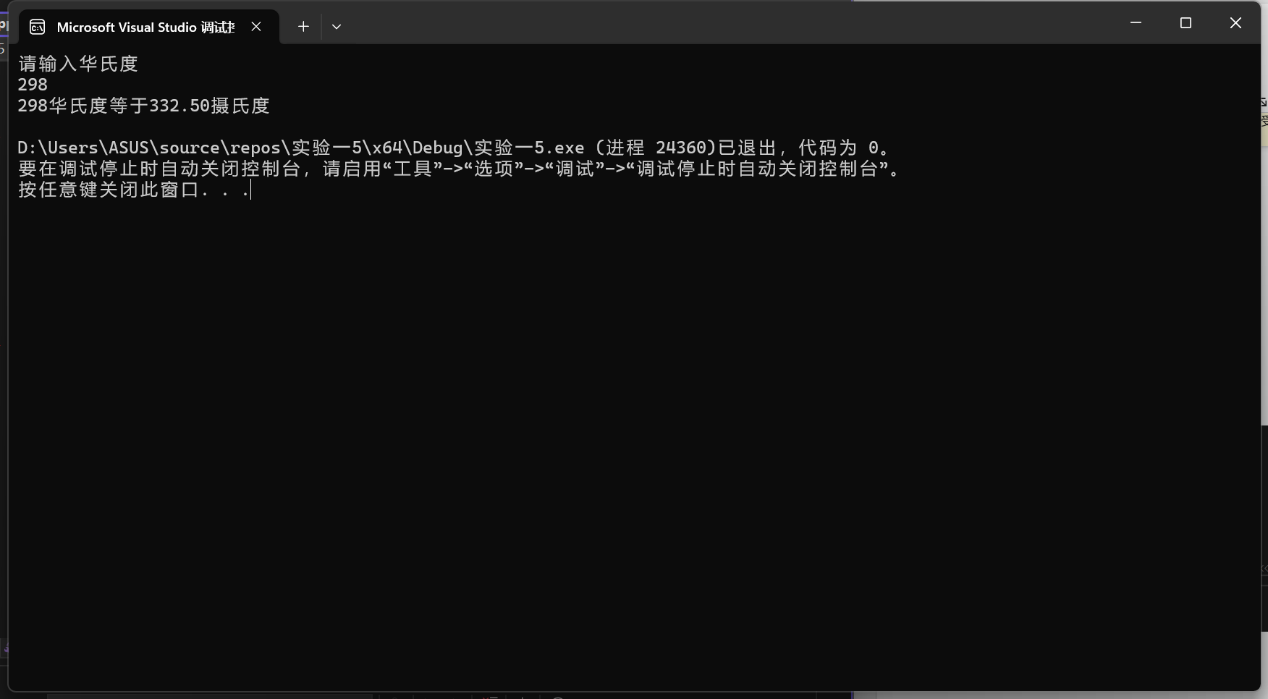 Microsoft Visual Studio 调试
请输入华氏度
298
298华氏度等于332.50摄氏度
D:\Users\ASUS\source\repos\实验一5\x64\Debug\实验一5.exe (进程 24360)已退出，代码为 0。
要在调试停止时自动关闭控制台，请启用“工具”->“选项”->“调试”->“调试停止时自动关闭控制台”。
按任意键关闭此窗口. . .